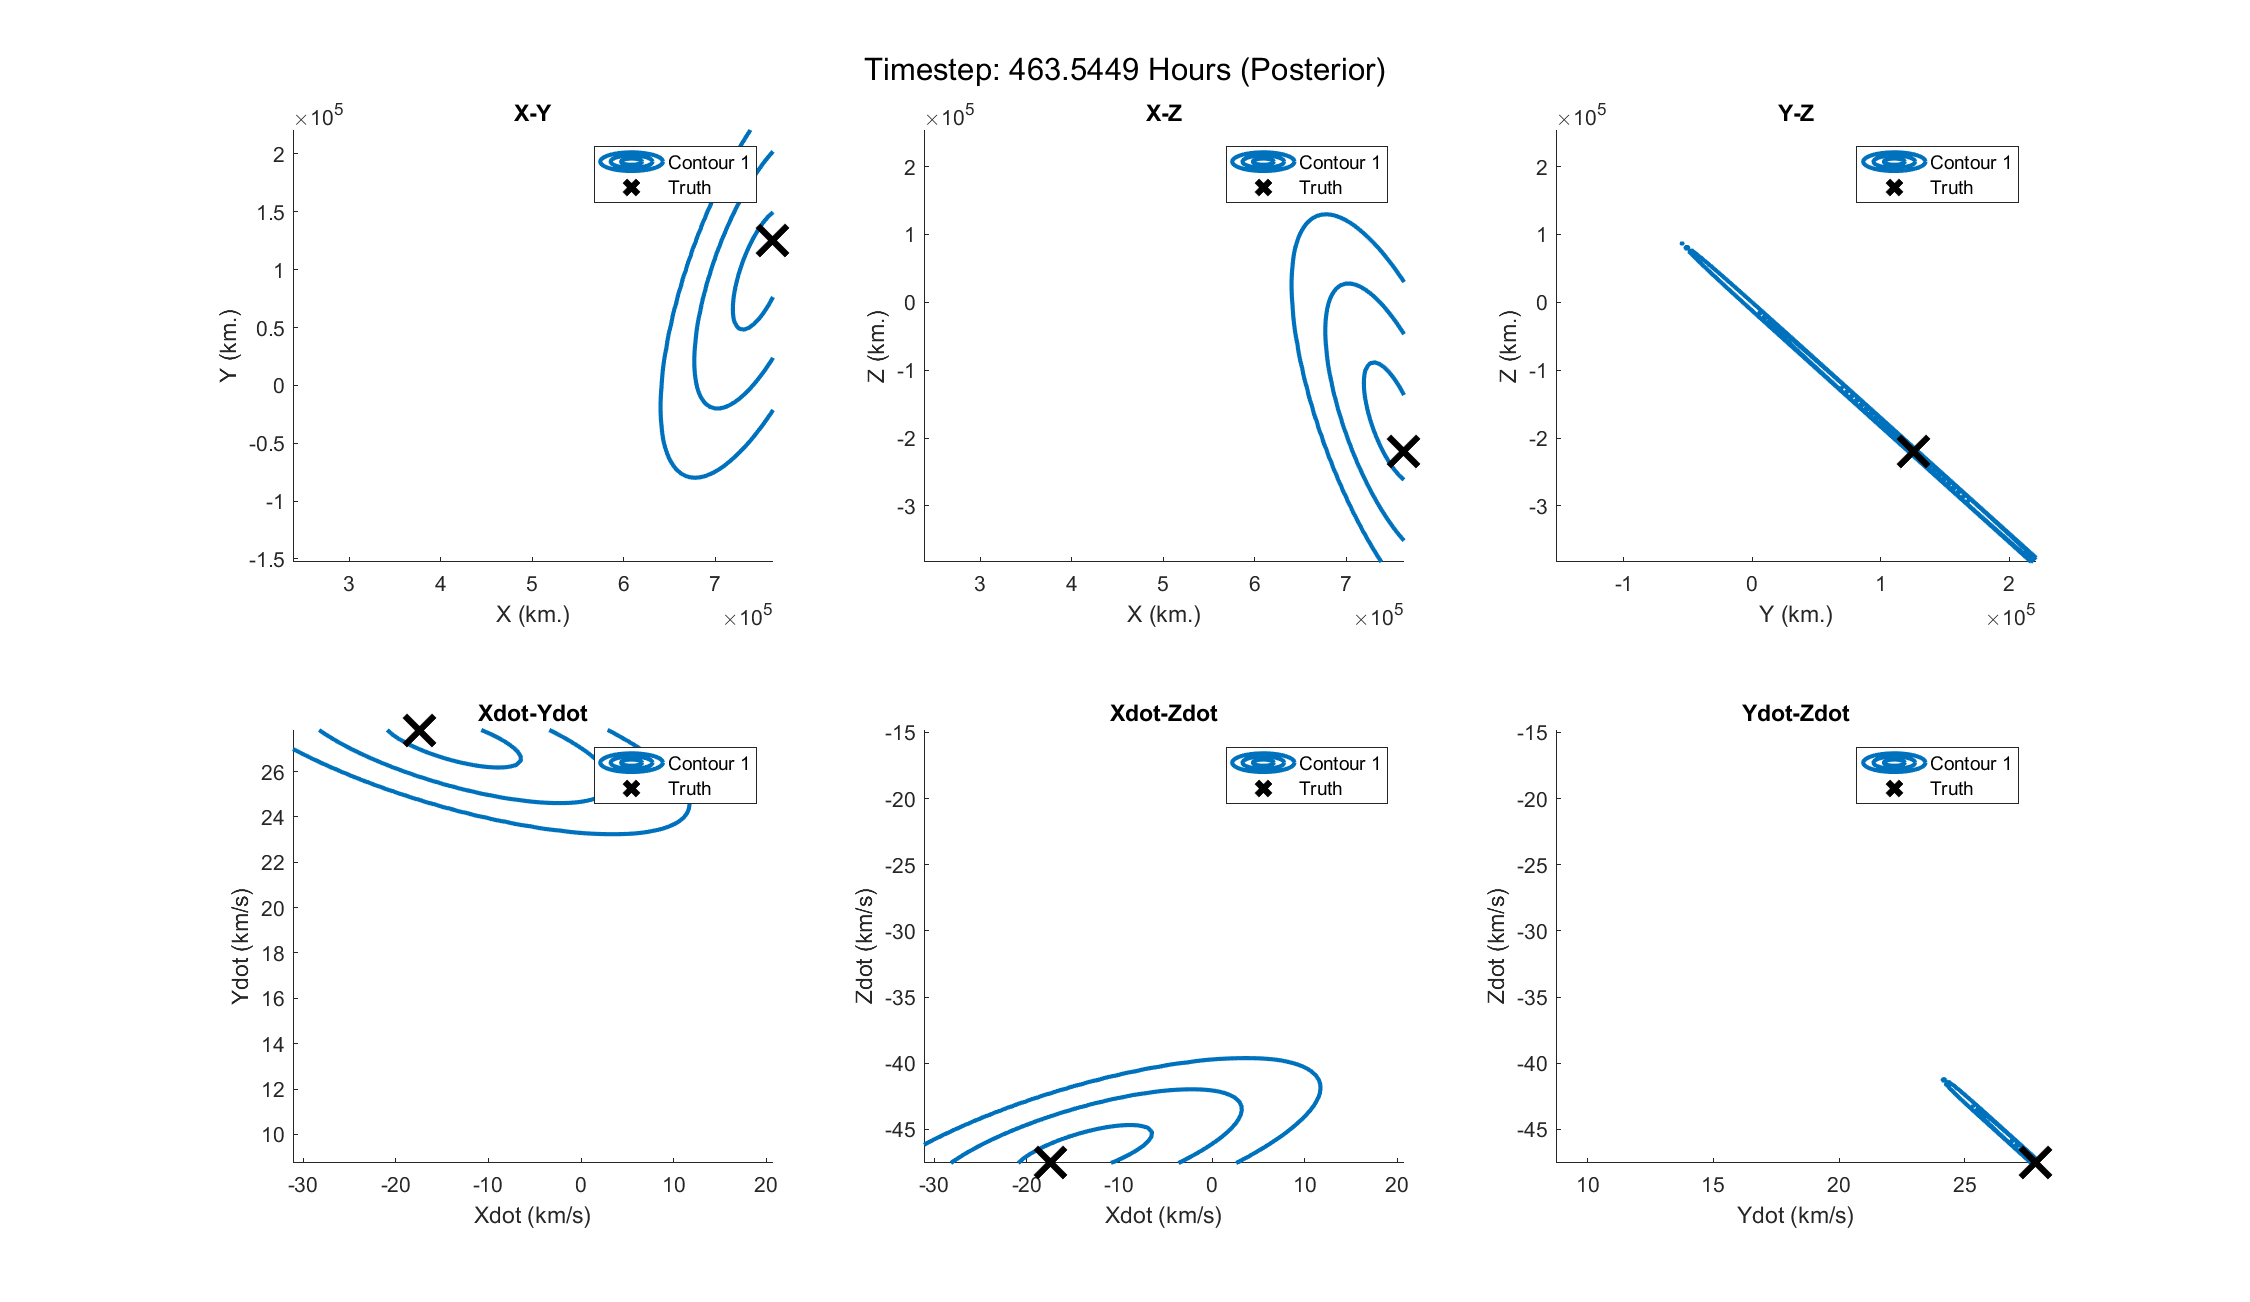 Timestep: 463.5449 Hours (Posterior)
X-Y
×10^5
2
1.5
1
0.5
0
-0.5
-1
-1.5
Y (km.)
3 4 5 6 7
X (km.)
×10^5
Contour 1
Truth
X-Z
×10^5
2
1
0
-1
-2
-3
Z (km.)
3 4 5 6 7
X (km.)
×10^5
Contour 1
Truth
Y-Z
×10^5
2
1
0
-1
-2
-3
Z (km.)
-1 0 1 2
Y (km.)
×10^5
Contour 1
Truth
Xdot-Ydot
26
24
22
20
18
16
14
12
10
Ydot (km/s)
-30 -20 -10 0 10 20
Xdot (km/s)
Contour 1
Truth
Xdot-Zdot
-15
-20
-25
-30
-35
-40
-45
Zdot (km/s)
-30 -20 -10 0 10 20
Xdot (km/s)
Contour 1
Truth
Ydot-Zdot
-15
-20
-25
-30
-35
-40
-45
Zdot (km/s)
10 15 20 25
Ydot (km/s)
Contour 1
Truth